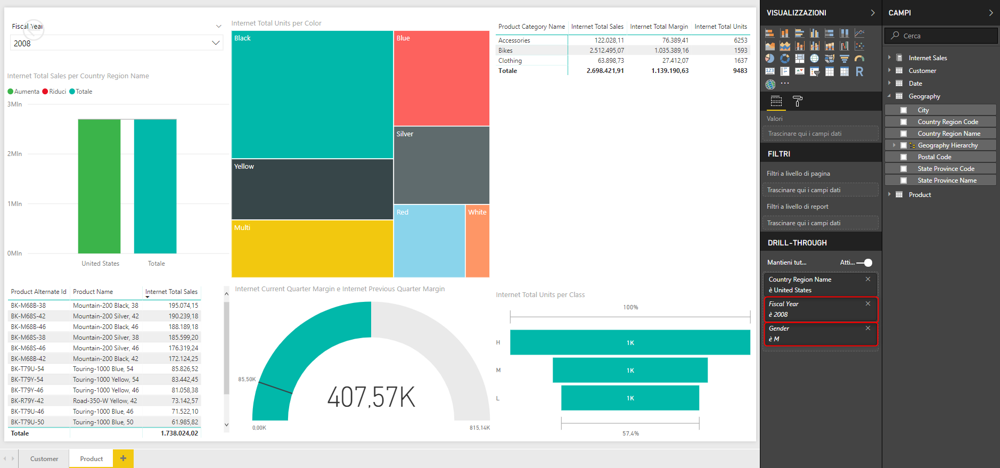 Fiscal Year
2008
Internet Total Sales per Country Region Name
Aumenta Riduci Totale
3Mln
2Mln
1Mln
0Mln
United States Totale
Internet Total Units per Color
Black
Blue
Silver
Yellow
Multi
Red
White
Product Category Name Internet Total Sales Internet Total Margin Internet Total Units
Accessories 122.028,11 76.389,41 6253
Bikes 2.512.495,07 1.035.389,16 1593
Clothing 63.898,73 27.412,07 1637
Totale 2.698.421,91 1.139.190,63 9483
Product Alternate Id Product Name Internet Total Sales
BK-M68B-38 Mountain-200 Black, 38 195.074,15
BK-M68S-42 Mountain-200 Silver, 42 190.239,18
BK-M68B-46 Mountain-200 Black, 46 188.189,18
BK-M68S-38 Mountain-200 Silver, 38 185.599,20
BK-M68S-46 Mountain-200 Silver, 46 176.319,24
BK-M68B-42 Mountain-200 Black, 42 172.124,25
BK-T79U-54 Touring-1000 Blue, 54 85.826,52
BK-T79Y-54 Touring-1000 Yellow, 54 83.442,45
BK-T79Y-46 Touring-1000 Yellow, 46 81.058,38
BK-R79Y-42 Road-350-W Yellow, 42 73.142,57
BK-T79U-46 Touring-1000 Blue, 46 71.522,10
BK-T79U-50 Touring-1000 Blue, 50 61.985,82
Totale 1.738.024,02
Internet Current Quarter Margin e Internet Previous Quarter Margin
85,50K
407,57K
0,00K
815,14K
Internet Total Units per Class
100%
H 1K
M 1K
L 1K
57,4%
Customer Product +
VISUALIZZAZIONI
123
R
Valori
Trascinare qui i campi dati
FILTRI
Filtri a livello di pagina
Trascinare qui i campi dati
Filtri a livello di report
Trascinare qui i campi dati
DRILL-THROUGH
Mantieni tut... Atti...
Country Region Name
è United States
Fiscal Year
è 2008
Gender
è M
CAMPI
Cerca
Internet Sales
Customer
Date
Geography
City
Country Region Code
Country Region Name
Geography Hierarchy
Postal Code
State Province Code
State Province Name
Product